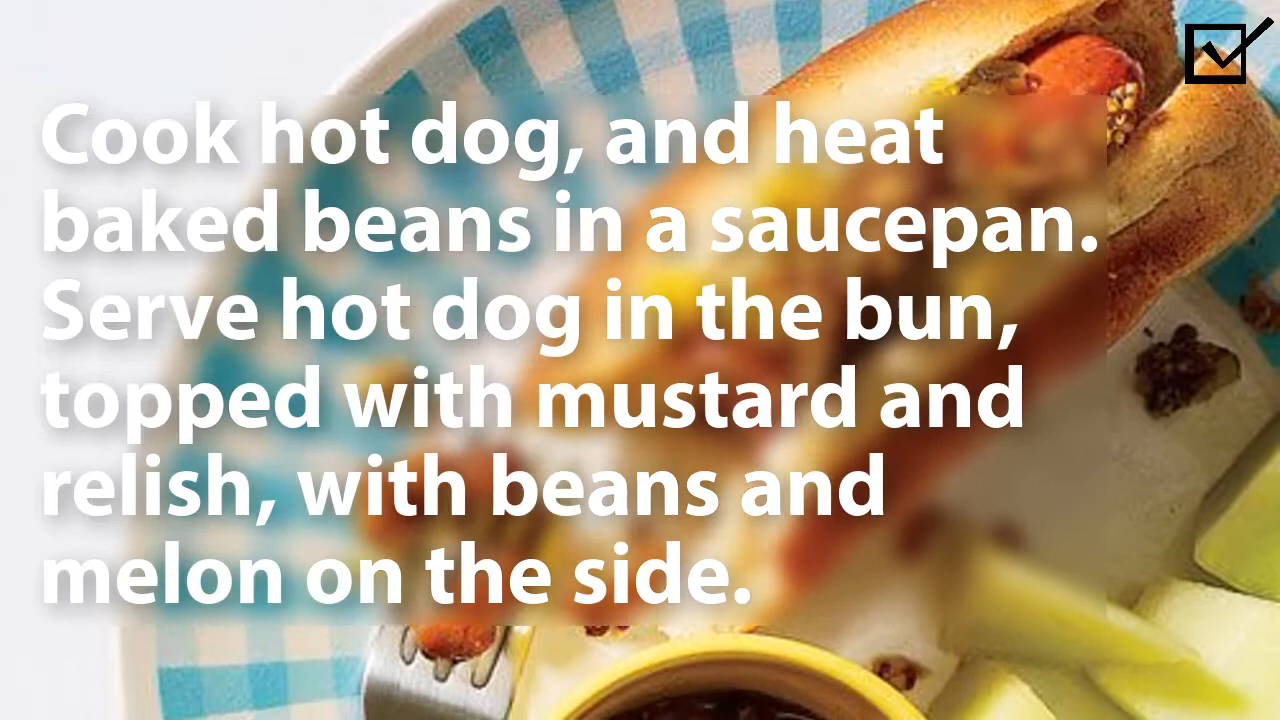 Cook hot dog, and heat
baked beans in a saucepan.
Serve hot dog in the bun,
topped with mustard and
relish, with beans and
melon on the side.